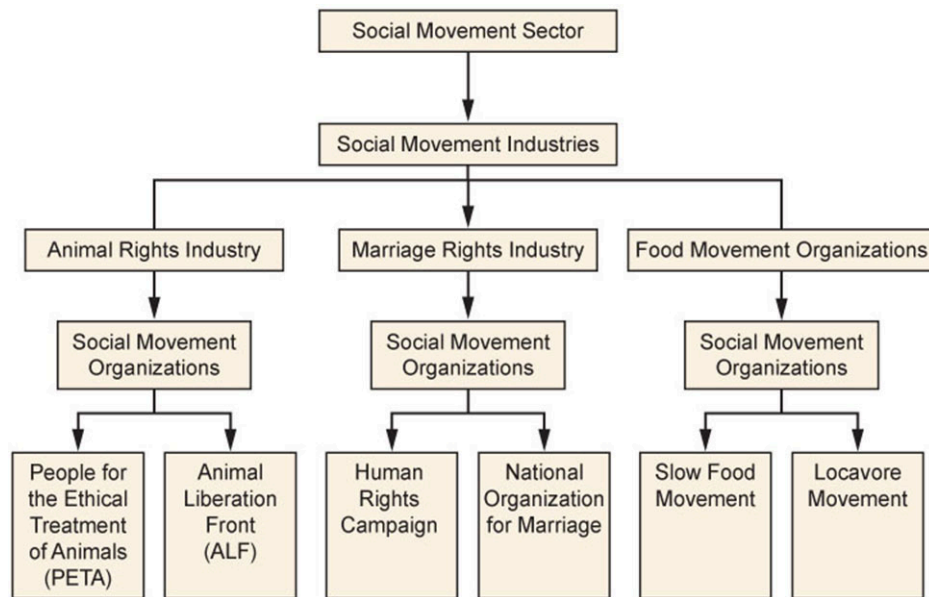 Social Movement Sector
Social Movement Industries
Animal Rights Industry
Marriage Rights Industry
Food Movement Organizations
Social Movement
Organizations
Social Movement
Organizations
Social Movement
Organizations
People for
the Ethical
Treatment
of Animals
(PETA)
Animal
Liberation
Front
(ALF)
Human
Rights
Campaign
National
Organization
for Marriage
Slow Food
Movement
Locavore
Movement